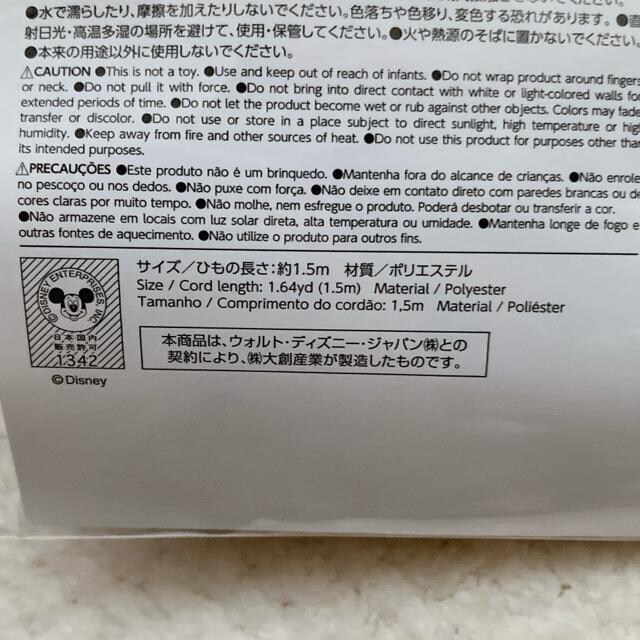 ●水で濡らしたり、摩擦を加えたりしないでください。色落ちや色移り、変色する恐れがあります。●直
射日光・高温多湿の場所を避けて、使用・保管してください。●火や熱源のそばに置かないでください。
●本来の用途以外に使用しないでください。
⚠CAUTION ●This is not a toy. ●Use and keep out of reach of infants. ●Do not wrap product around fingers
or neck. ●Do not pull it with force. ●Do not bring into direct contact with white or light-colored walls for
extended periods of time. ●Do not let the product become wet or rub against other objects. Colors may fade
transfer or discolor. ●Do not use or store in a place subject to direct sunlight, high temperature or hig
humidity. ●Keep away from fire and other sources of heat. ●Do not use this product for purposes other than
its intended purposes.
⚠PRECAUÇÕES ●Este produto não é um brinquedo. ●Mantenha fora do alcance de crianças. ●Não enrole
no pescoço ou nos dedos. ●Não puxe com força. ●Não deixe em contato direto com paredes brancas ou de
cores claras por muito tempo. ●Não molhe, nem esfregue o produto. Poderá desbotar ou transferir a cor.
●Não armazene em locais com luz solar direta, alta temperatura ou umidade. ●Mantenha longe de fogo e
outras fontes de aquecimento. ●Não utilize o produto para outros fins.
サイズ/ひもの長さ:約1.5m 材質/ポリエステル
Size / Cord length: 1.64yd (1.5m) Material / Polyester
Tamanho / Comprimento do cordão: 1,5m Material / Poliéster
©DISNEY ENTERPRISES, INC.
日本国内
販売許可
1342
©Disney
本商品は、ウォルト・ディズニー・ジャパン㈱との
契約により、㈱大創産業が製造したものです。